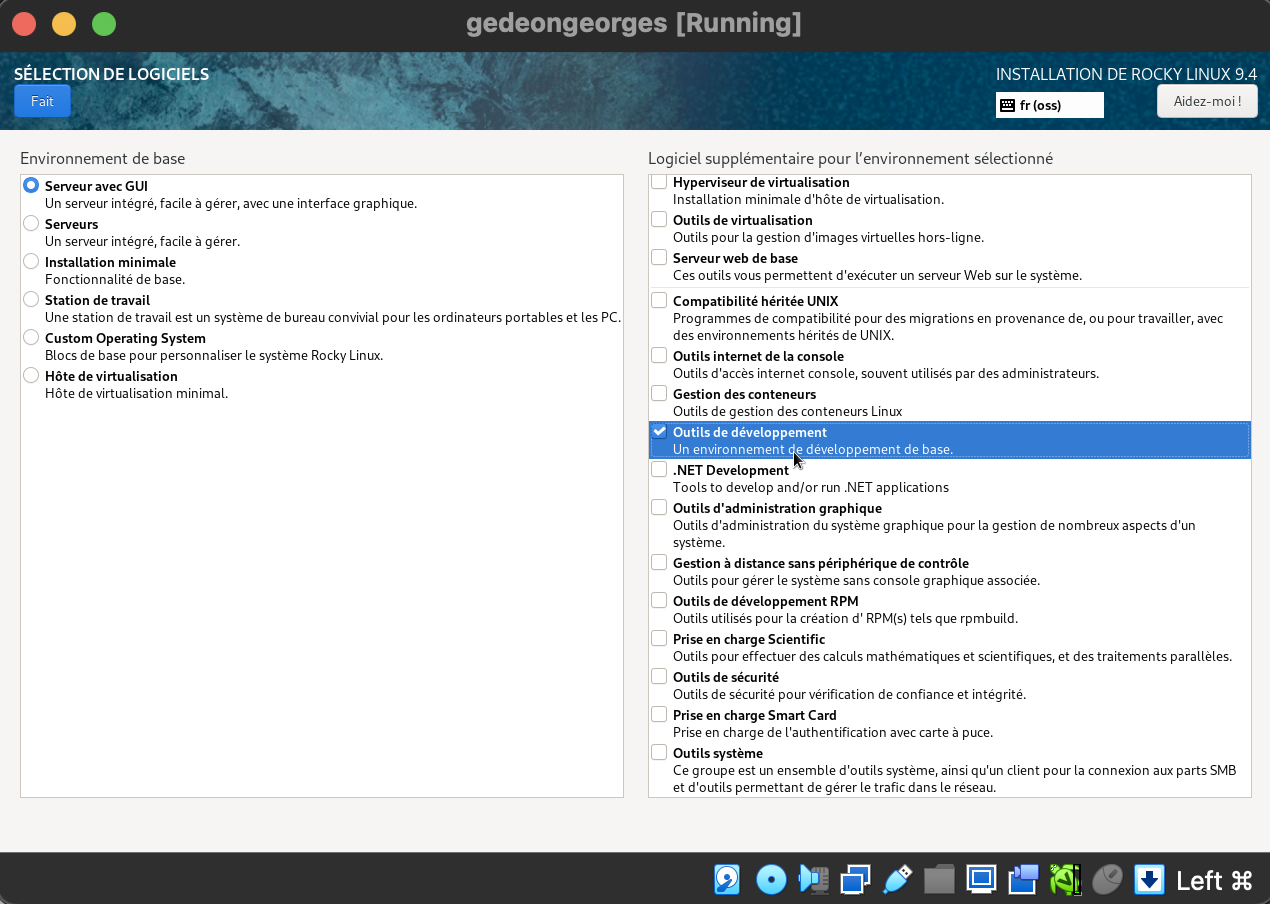 gedeongeorges [Running]
SÉLECTION DE LOGICIELS
Fait
INSTALLATION DE ROCKY LINUX 9.4
fr (oss)
Aidez-moi !
Environnement de base
Serveur avec GUI
Un serveur intégré, facile à gérer, avec une interface graphique.
Serveurs
Un serveur intégré, facile à gérer.
Installation minimale
Fonctionnalité de base.
Station de travail
Une station de travail est un système de bureau convivial pour les ordinateurs portables et les PC.
Custom Operating System
Blocs de base pour personnaliser le système Rocky Linux.
Hôte de virtualisation
Hôte de virtualisation minimal.
Logiciel supplémentaire pour l'environnement sélectionné
Hyperviseur de virtualisation
Installation minimale d'hôte de virtualisation.
Outils de virtualisation
Outils pour la gestion d'images virtuelles hors-ligne.
Serveur web de base
Ces outils vous permettent d'exécuter un serveur Web sur le système.
Compatibilité héritée UNIX
Programmes de compatibilité pour des migrations en provenance de, ou pour travailler, avec
des environnements hérités de UNIX.
Outils internet de la console
Outils d'accès internet console, souvent utilisés par des administrateurs.
Gestion des conteneurs
Outils de gestion des conteneurs Linux
Outils de développement
Un environnement de développement de base.
.NET Development
Tools to develop and/or run .NET applications
Outils d'administration graphique
Outils d'administration du système graphique pour la gestion de nombreux aspects d'un
système.
Gestion à distance sans périphérique de contrôle
Outils pour gérer le système sans console graphique associée.
Outils de développement RPM
Outils utilisés pour la création d' RPM(s) tels que rpmbuild.
Prise en charge Scientific
Outils pour effectuer des calculs mathématiques et scientifiques, et des traitements parallèles.
Outils de sécurité
Outils de sécurité pour vérification de confiance et intégrité.
Prise en charge Smart Card
Prise en charge de l'authentification avec carte à puce.
Outils système
Ce groupe est un ensemble d'outils système, ainsi qu'un client pour la connexion aux parts SMB
et d'outils permettant de gérer le trafic dans le réseau.
Left ⌘